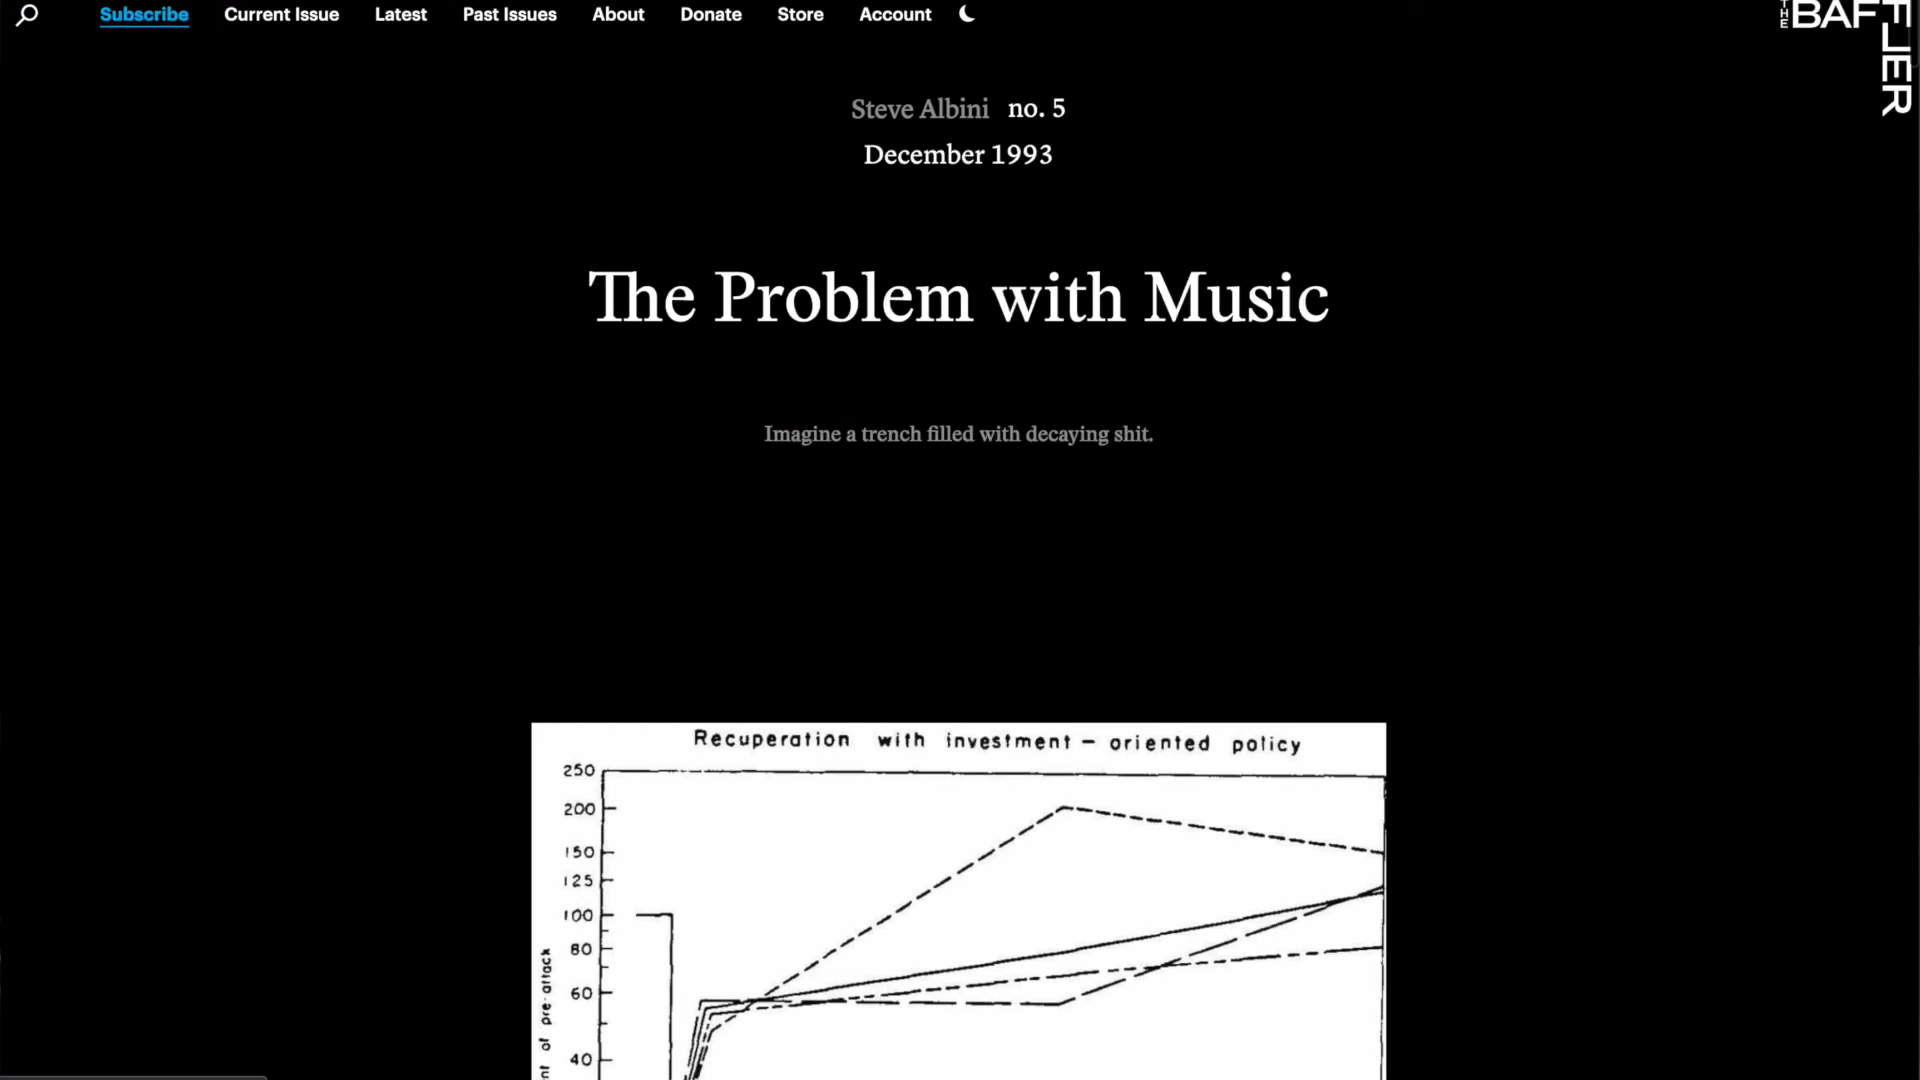 Subscribe Current Issue Latest Past Issues About Donate Store Account
THE BAFFLER
Steve Albini no. 5
December 1993
The Problem with Music
Imagine a trench filled with decaying shit.
Recuperation with investment – oriented policy
250
200
150
125
100
80
60
40
of pre-attack